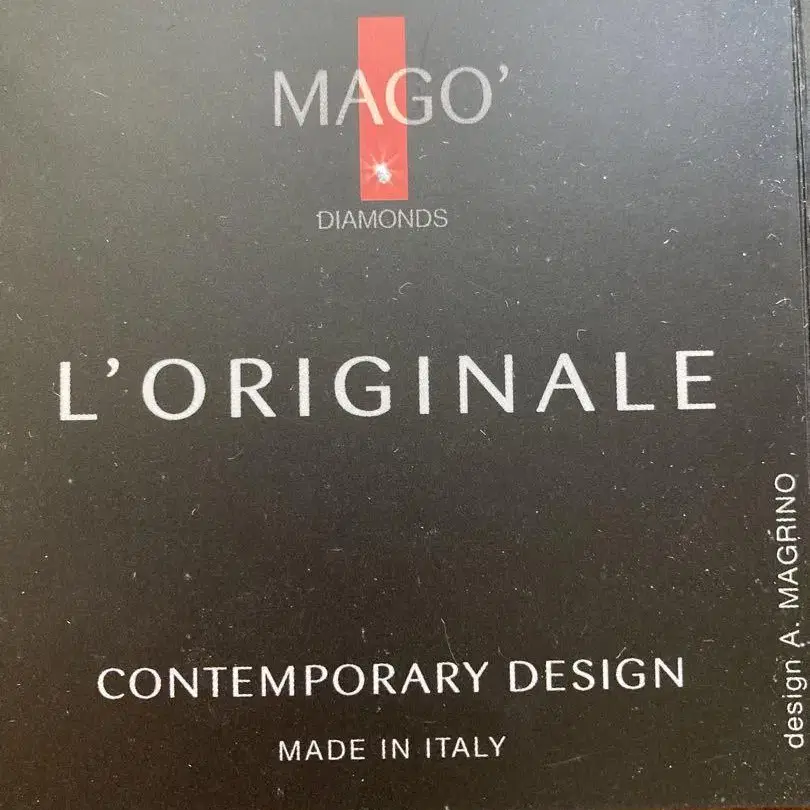 MAGO’
DIAMONDS
L’ORIGINALE
CONTEMPORARY DESIGN
MADE IN ITALY
design A. MAGRINO